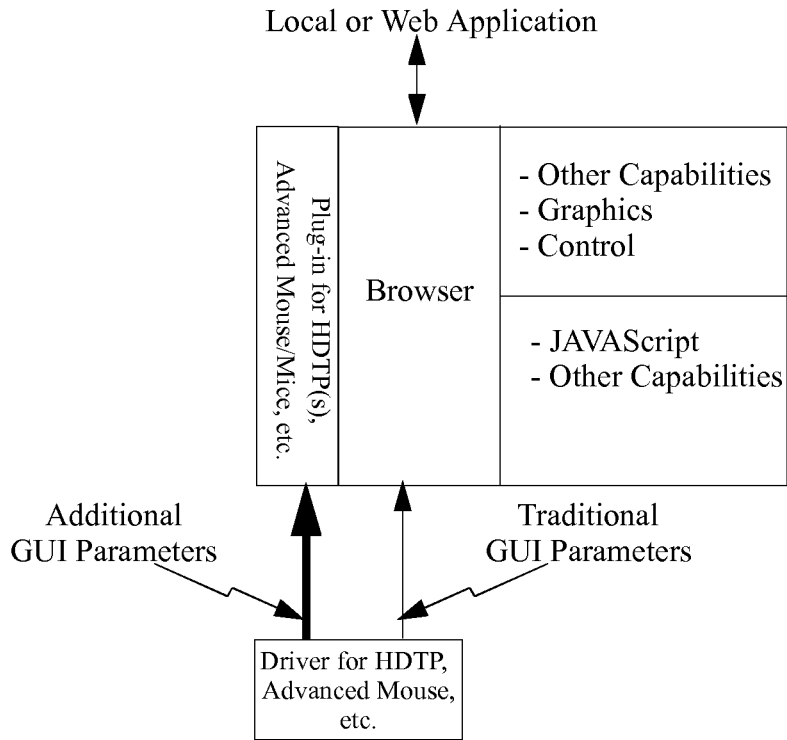 Local or Web Application
Plug-in for HDTP(s),
Advanced Mouse/Mice, etc.
Browser
- Other Capabilities
- Graphics
- Control
- JAVAScript
- Other Capabilities
Additional
GUI Parameters
Traditional
GUI Parameters
Driver for HDTP,
Advanced Mouse,
etc.